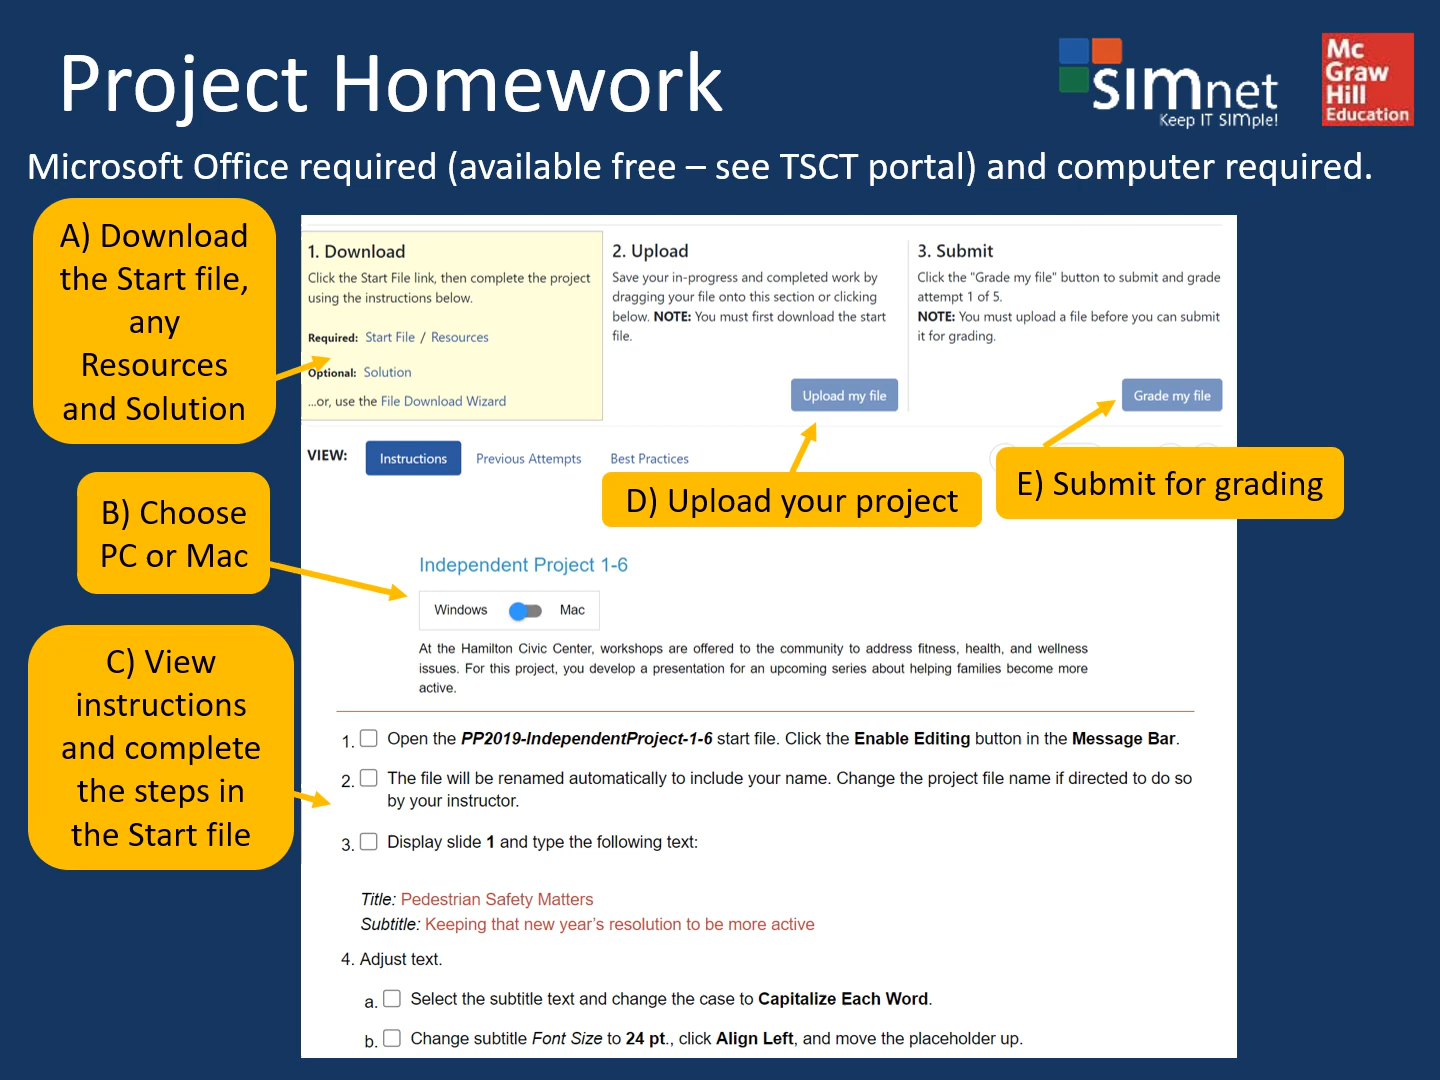 Project Homework
SIMnet
Keep IT SIMple!
Mc
Graw
Hill
Education
Microsoft Office required (available free – see TSCT portal) and computer required.
A) Download
the Start file,
any
Resources
and Solution
1. Download
Click the Start File link, then complete the project
using the instructions below.
Required: Start File / Resources
Optional: Solution
...or, use the File Download Wizard
2. Upload
Save your in-progress and completed work by
dragging your file onto this section or clicking
below. NOTE: You must first download the start
file.
Upload my file
3. Submit
Click the "Grade my file" button to submit and grade
attempt 1 of 5.
NOTE: You must upload a file before you can submit
it for grading.
Grade my file
VIEW: Instructions Previous Attempts Best Practices
D) Upload your project
E) Submit for grading
B) Choose
PC or Mac
Independent Project 1-6
Windows Mac
At the Hamilton Civic Center, workshops are offered to the community to address fitness, health, and wellness
issues. For this project, you develop a presentation for an upcoming series about helping families become more
active.
C) View
instructions
and complete
the steps in
the Start file
1. Open the PP2019-IndependentProject-1-6 start file. Click the Enable Editing button in the Message Bar.
2. The file will be renamed automatically to include your name. Change the project file name if directed to do so
by your instructor.
3. Display slide 1 and type the following text:
Title: Pedestrian Safety Matters
Subtitle: Keeping that new year’s resolution to be more active
4. Adjust text.
a. Select the subtitle text and change the case to Capitalize Each Word.
b. Change subtitle Font Size to 24 pt., click Align Left, and move the placeholder up.